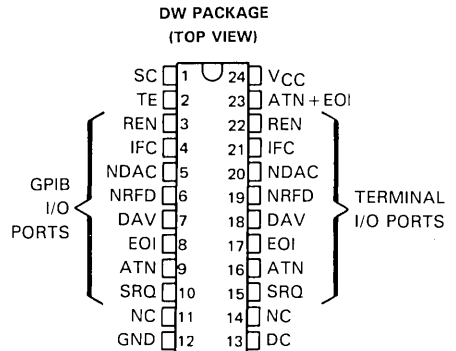 DW PACKAGE
(TOP VIEW)
SC 1 24 VCC
TE 2 23 ATN + EOI
REN 3 22 REN
IFC 4 21 IFC
NDAC 5 20 NDAC
NRFD 6 19 NRFD
DAV 7 18 DAV
EOI 8 17 EOI
ATN 9 16 ATN
SRQ 10 15 SRQ
NC 11 14 NC
GND 12 13 DC
GPIB
I/O
PORTS
TERMINAL
I/O PORTS